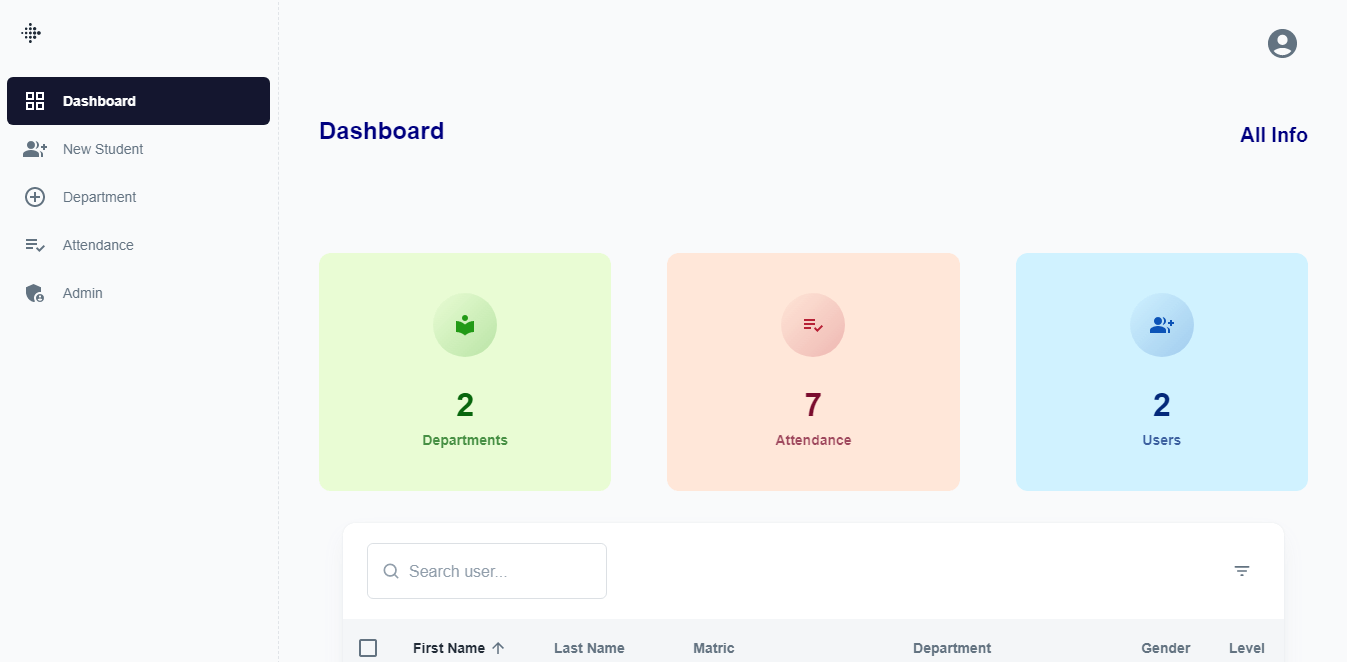 Dashboard
New Student
Department
Attendance
Admin
Dashboard
All Info
2
Departments
7
Attendance
2
Users
Search user...
First Name Last Name Matric Department Gender Level